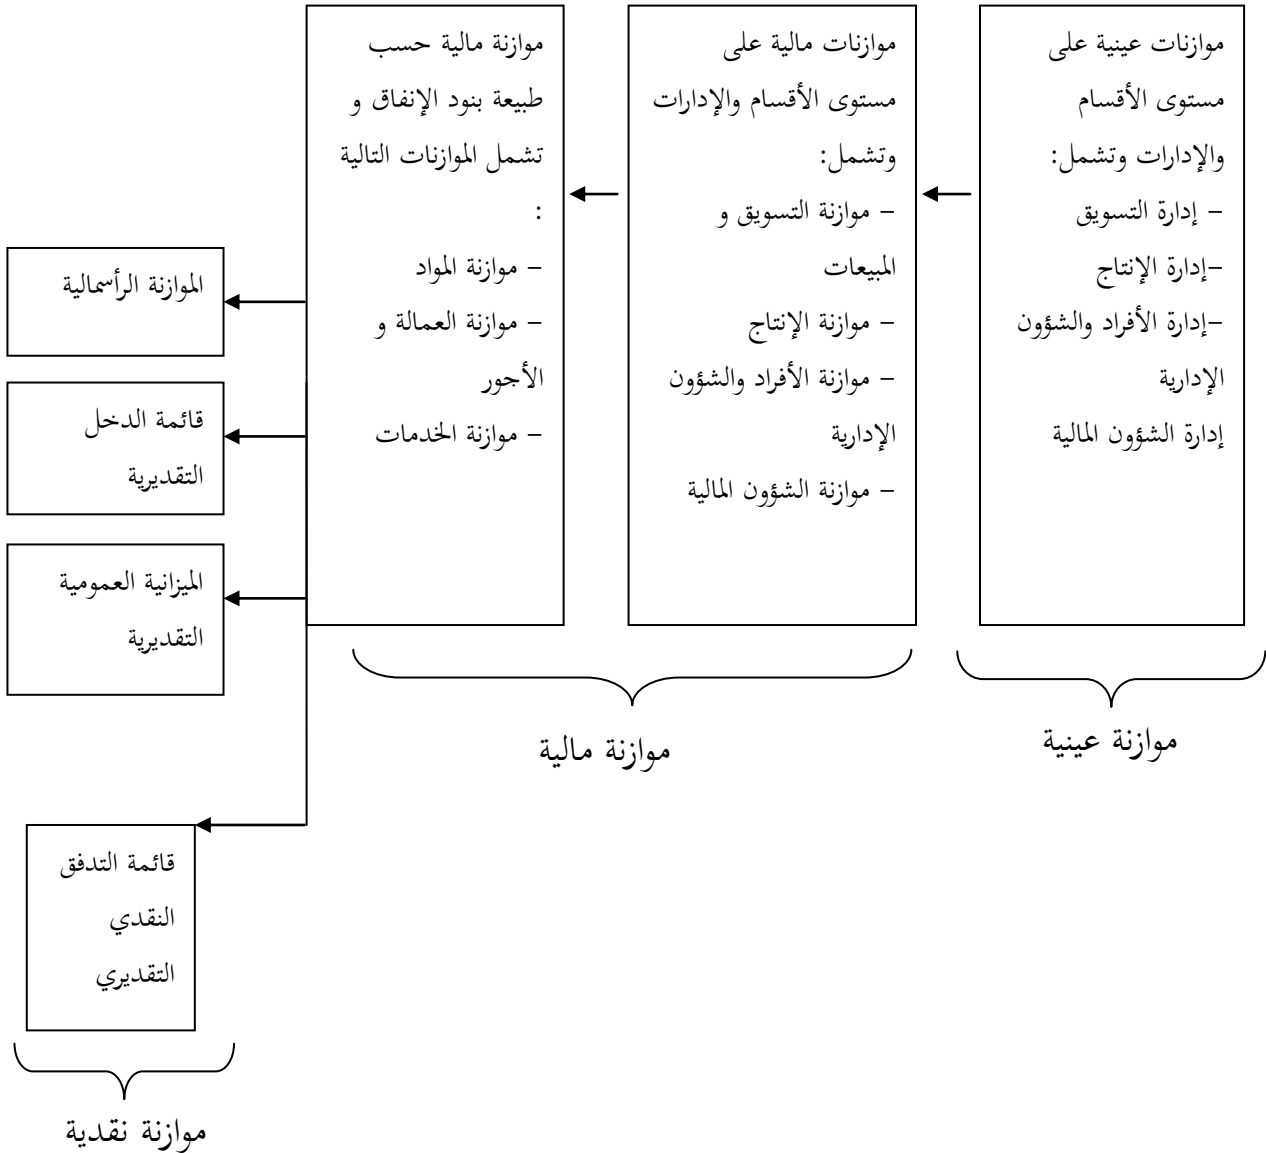 موازنات عينية على
مستوى الأقسام
والإدارات وتشمل:
– إدارة التسويق
–إدارة الإنتاج
–إدارة الأفراد والشؤون
الإدارية
إدارة الشؤون المالية
موازنات مالية على
مستوى الأقسام والإدارات
وتشمل:
– موازنة التسويق و
المبيعات
– موازنة الإنتاج
– موازنة الأفراد والشؤون
الإدارية
– موازنة الشؤون المالية
موازنة مالية حسب
طبيعة بنود الإنفاق و
تشمل الموازنات التالية
:
– موازنة المواد
– موازنة العمالة و
الأجور
– موازنة الخدمات
الموازنة الرأسمالية
قائمة الدخل
التقديرية
الميزانية العمومية
التقديرية
موازنة عينية
موازنة مالية
قائمة التدفق
النقدي
التقديري
موازنة نقدية